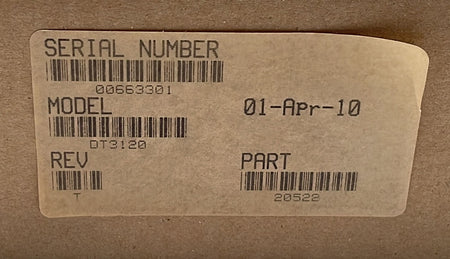 SERIAL NUMBER
00663301
MODEL 01-Apr-10
DT3120
REV PART
T 20522